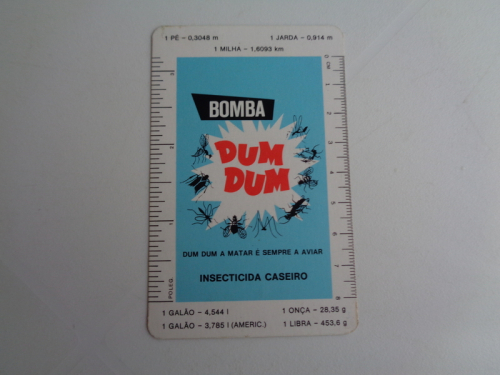 1 PÉ – 0,3048 m 1 JARDA – 0,914 m
1 MILHA – 1,6093 km
0 CM
BOMBA
DUM
DUM
DUM DUM A MATAR É SEMPRE A AVIAR
INSECTICIDA CASEIRO
POLEG.
1 GALÃO – 4,544 l 1 ONÇA – 28,35 g
1 GALÃO – 3,785 l (AMERIC.) 1 LIBRA – 453,6 g